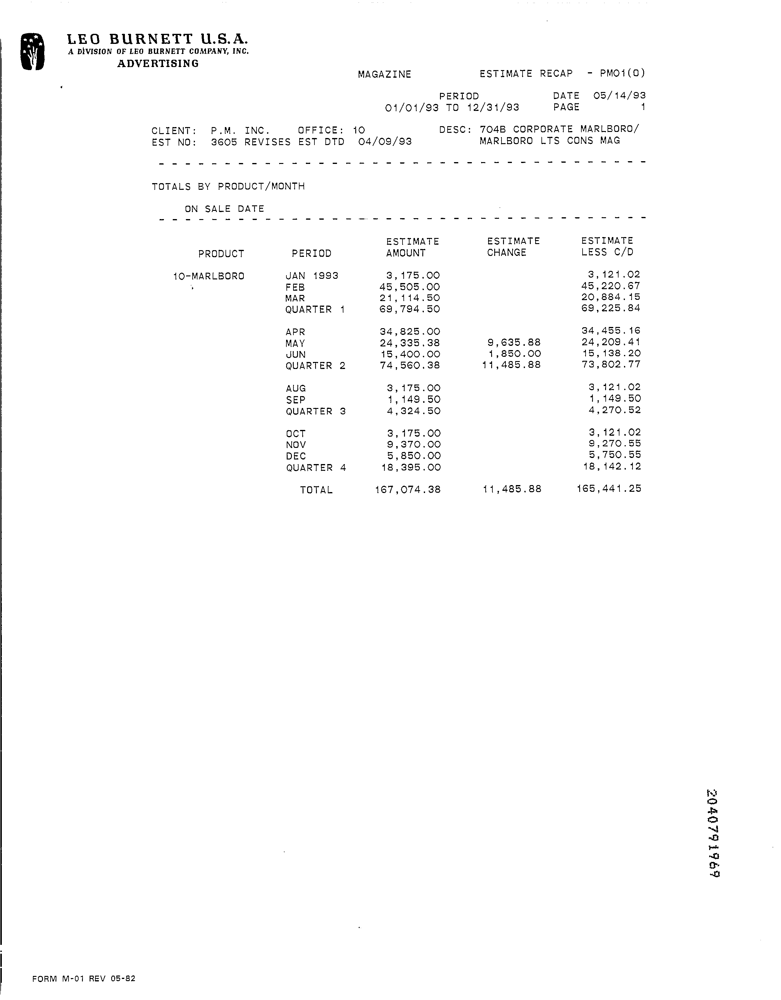 LEO BURNETT U.S.A.
A DIVISION OF LEO BURNETT COMPANY, INC.
ADVERTISING
MAGAZINE ESTIMATE RECAP - PM01(0)
PERIOD DATE 05/14/93
01/01/93 TO 12/31/93 PAGE 1
CLIENT: P.M. INC. OFFICE: 10 DESC: 704B CORPORATE MARLBORO/
EST NO: 3605 REVISES EST DTD 04/09/93 MARLBORO LTS CONS MAG
TOTALS BY PRODUCT/MONTH
ON SALE DATE
ESTIMATE ESTIMATE ESTIMATE
PRODUCT PERIOD AMOUNT CHANGE LESS C/D
10-MARLBORO JAN 1993 3,175.00 3,121.02
FEB 45,505.00 45,220.67
MAR 21,114.50 20,884.15
QUARTER 1 69,794.50 69,225.84
APR 34,825.00 34,455.16
MAY 24,335.38 9,635.88 24,209.41
JUN 15,400.00 1,850.00 15,138.20
QUARTER 2 74,560.38 11,485.88 73,802.77
AUG 3,175.00 3,121.02
SEP 1,149.50 1,149.50
QUARTER 3 4,324.50 4,270.52
OCT 3,175.00 3,121.02
NOV 9,370.00 9,270.55
DEC 5,850.00 5,750.55
QUARTER 4 18,395.00 18,142.12
TOTAL 167,074.38 11,485.88 165,441.25
2040791969
FORM M-01 REV 05-82